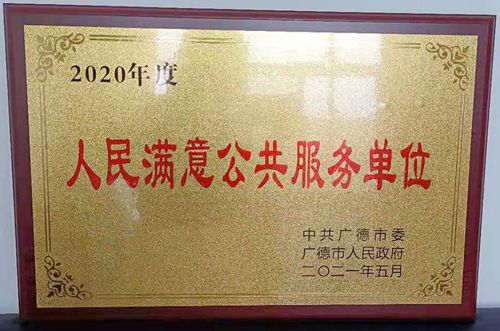 2020年度
人民满意公共服务单位
中共广德市委
广德市人民政府
二〇二一年五月